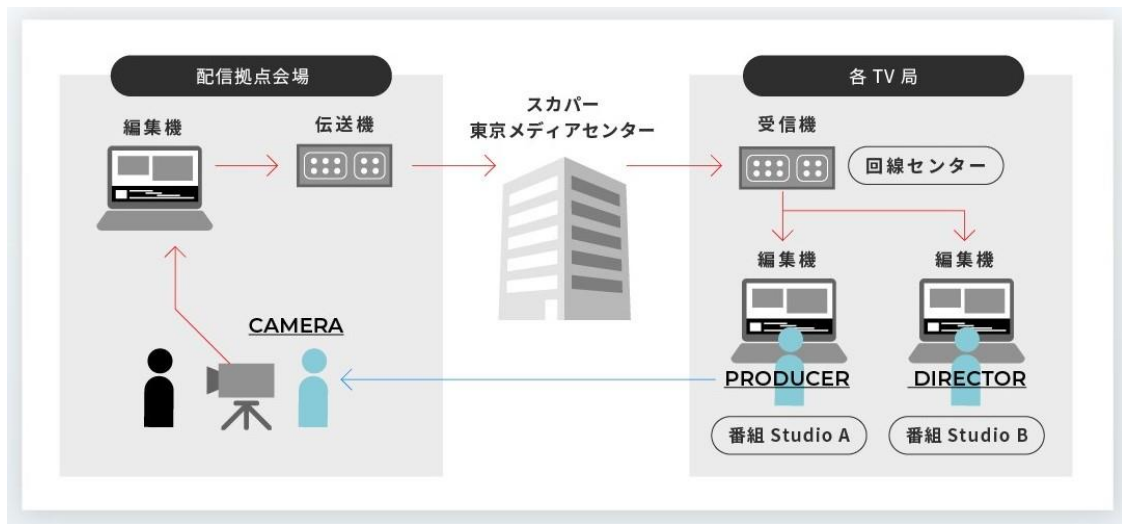 配信拠点会場
編集機
伝送機
CAMERA
スカパー
東京メディアセンター
各TV局
受信機
回線センター
編集機
編集機
PRODUCER
DIRECTOR
番組 Studio A
番組 Studio B